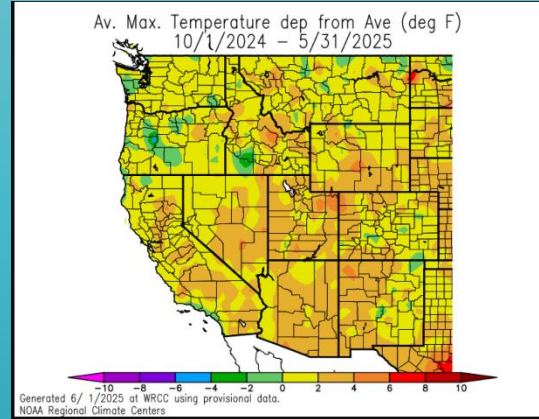 Av. Max. Temperature dep from Ave (deg F)
10/1/2024 – 5/31/2025
-10 -8 -6 -4 -2 0 2 4 6 8 10
Generated 6/ 1/2025 at WRCC using provisional data.
NOAA Regional Climate Centers